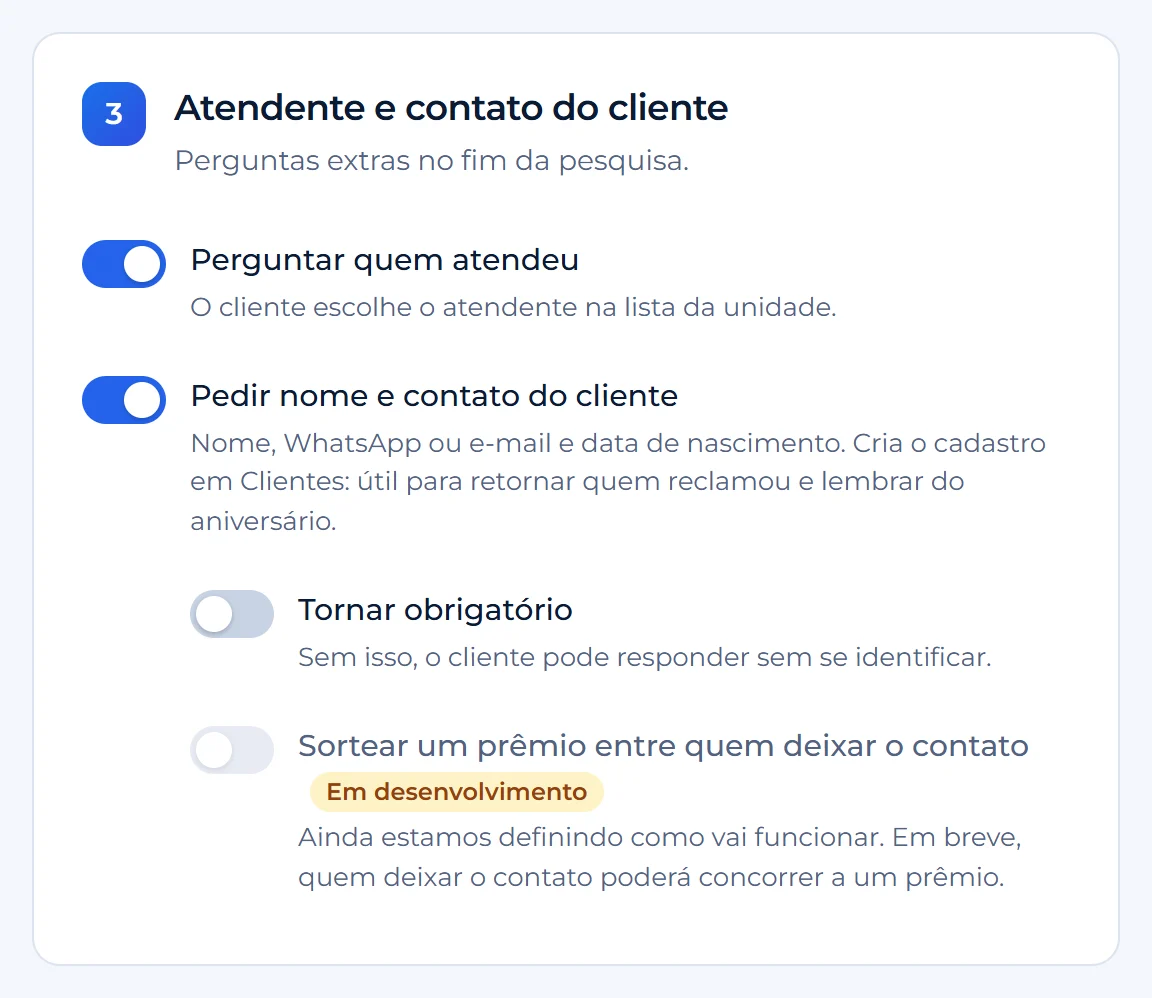 3
Atendente e contato do cliente
Perguntas extras no fim da pesquisa.
Perguntar quem atendeu
O cliente escolhe o atendente na lista da unidade.
Pedir nome e contato do cliente
Nome, WhatsApp ou e-mail e data de nascimento. Cria o cadastro
em Clientes: útil para retornar quem reclamou e lembrar do
aniversário.
Tornar obrigatório
Sem isso, o cliente pode responder sem se identificar.
Sortear um prêmio entre quem deixar o contato
Em desenvolvimento
Ainda estamos definindo como vai funcionar. Em breve,
quem deixar o contato poderá concorrer a um prêmio.